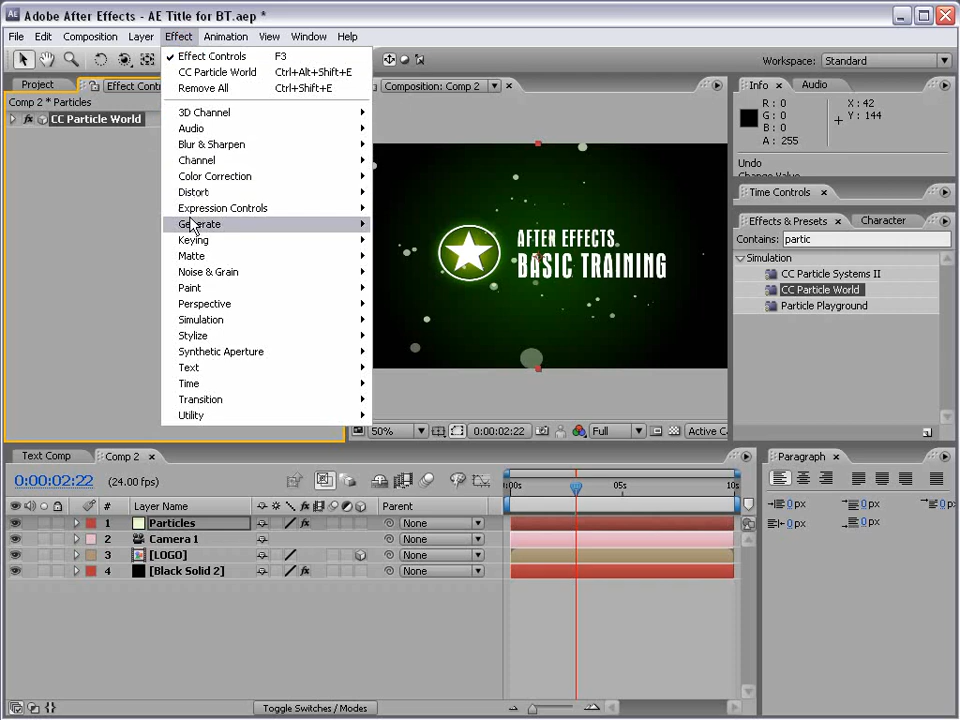 Adobe After Effects - AE Title for BT.aep *
File Edit Composition Layer Effect Animation View Window Help
Effect Controls F3
CC Particle World Ctrl+Alt+Shift+E
Remove All Ctrl+Shift+E
3D Channel
Audio
Blur & Sharpen
Channel
Color Correction
Distort
Expression Controls
Generate
Keying
Matte
Noise & Grain
Paint
Perspective
Simulation
Stylize
Synthetic Aperture
Text
Time
Transition
Utility
Workspace: Standard
Project Effect Contr
Comp 2 * Particles
CC Particle World
Composition: Comp 2
AFTER EFFECTS
BASIC TRAINING
50% 0:00:02:22 Full Active C
Info Audio
R: 0 X: 42
G: 0 Y: 144
B: 0
A: 255
Undo
Change Value
Time Controls
Effects & Presets Character
Contains: partic
Simulation
CC Particle Systems II
CC Particle World
Particle Playground
Text Comp Comp 2
0:00:02:22 (24.00 fps)
:00s 05s 10s
# Layer Name Parent
1 Particles None
2 Camera 1 None
3 [LOGO] None
4 [Black Solid 2] None
Toggle Switches / Modes
Paragraph
0 px 0 px 0 px
0 px 0 px